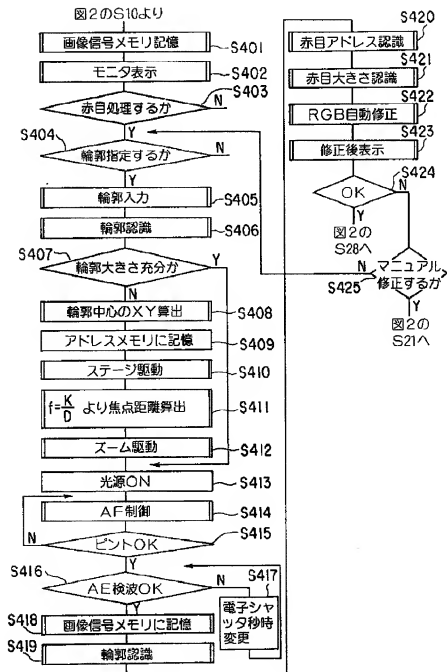 図2のS10より
画像信号メモリ記憶
S401
モニタ表示
S402
赤目処理するか
S403
N
Y
S404
輪郭指定するか
N
Y
輪郭入力
S405
輪郭認識
S406
S407
輪郭大きさ充分か
Y
N
輪郭中心のXY算出
S408
アドレスメモリに記憶
S409
ステージ駆動
S410
f=K/D より焦点距離算出
S411
ズーム駆動
S412
光源ON
S413
AF制御
S414
ピントOK
S415
N
Y
S416
AE検波OK
N
S417
電子シャッタ秒時変更
Y
S418
画像信号メモリに記憶
S419
輪郭認識
S420
赤目アドレス認識
S421
赤目大きさ認識
S422
RGB自動修正
S423
修正後表示
S424
OK
N
Y
図2の
S28へ
N
マニュアル
修正するか
S425
Y
図2の
S21へ